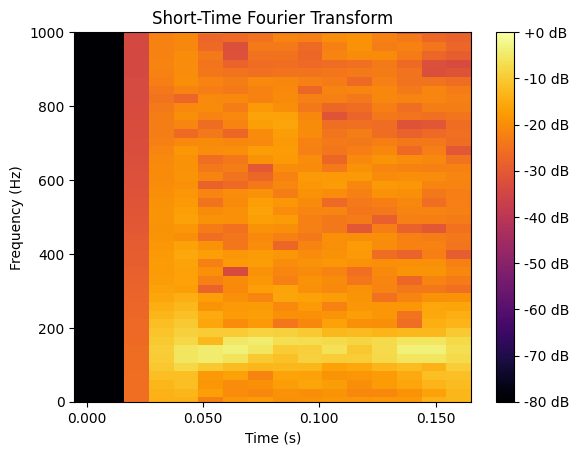 Short-Time Fourier Transform
1000
800
600
400
200
0
Frequency (Hz)
0.000
0.050
0.100
0.150
Time (s)
+0 dB
-10 dB
-20 dB
-30 dB
-40 dB
-50 dB
-60 dB
-70 dB
-80 dB